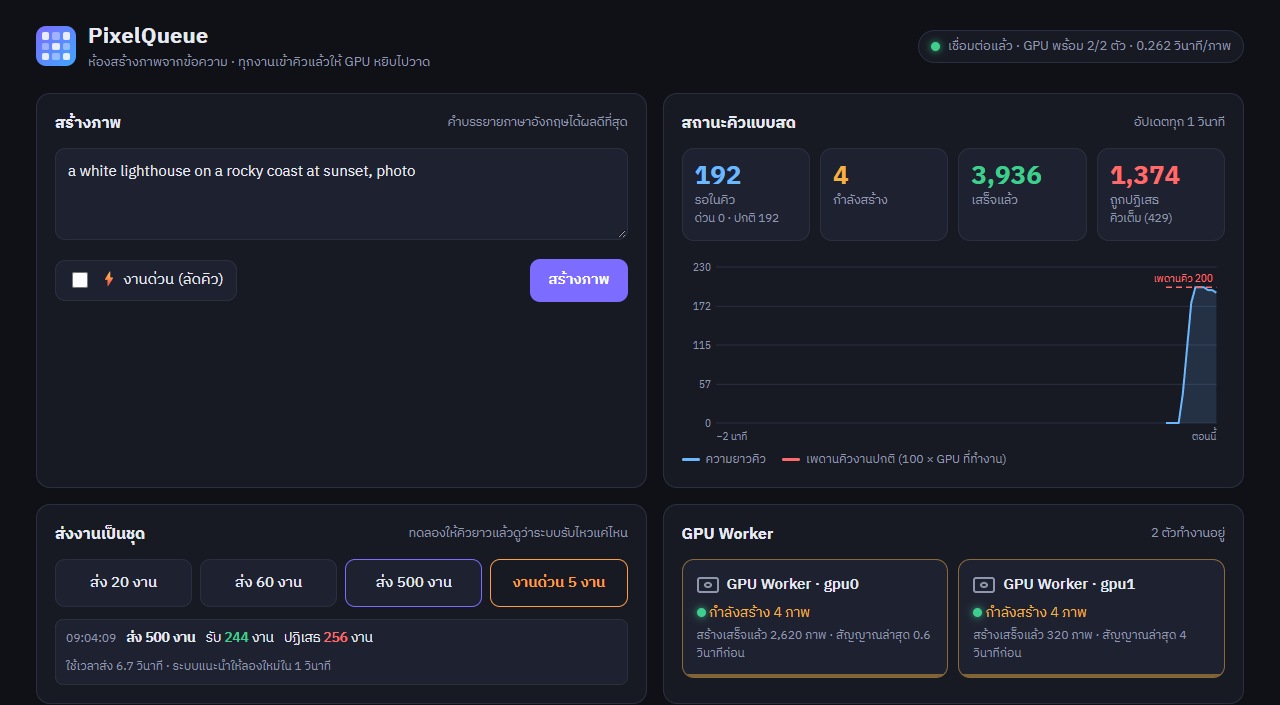 PixelQueue
ห้องสร้างภาพจากข้อความ · ทุกงานเข้าคิวแล้วให้ GPU หยิบไปวาด
เชื่อมต่อแล้ว · GPU พร้อม 2/2 ตัว · 0.262 วินาที/ภาพ
สร้างภาพ
คำบรรยายภาษาอังกฤษได้ผลดีที่สุด
a white lighthouse on a rocky coast at sunset, photo
งานด่วน (ลัดคิว)
สร้างภาพ
สถานะคิวแบบสด
อัปเดตทุก 1 วินาที
192
รอในคิว
ด่วน 0 · ปกติ 192
4
กำลังสร้าง
3,936
เสร็จแล้ว
1,374
ถูกปฏิเสธ
คิวเต็ม (429)
230
172
115
57
0
เพดานคิว 200
−2 นาที
ตอนนี้
ความยาวคิว
เพดานคิวงานปกติ (100 × GPU ที่ทำงาน)
ส่งงานเป็นชุด
ทดลองให้คิวยาวแล้วดูว่าระบบรับไหวแค่ไหน
ส่ง 20 งาน
ส่ง 60 งาน
ส่ง 500 งาน
งานด่วน 5 งาน
09:04:09 ส่ง 500 งาน รับ 244 งาน ปฏิเสธ 256 งาน
ใช้เวลาส่ง 6.7 วินาที · ระบบแนะนำให้ลองใหม่ใน 1 วินาที
GPU Worker
2 ตัวทำงานอยู่
GPU Worker · gpu0
กำลังสร้าง 4 ภาพ
สร้างเสร็จแล้ว 2,620 ภาพ · สัญญาณล่าสุด 0.6
วินาทีก่อน
GPU Worker · gpu1
กำลังสร้าง 4 ภาพ
สร้างเสร็จแล้ว 320 ภาพ · สัญญาณล่าสุด 4
วินาทีก่อน